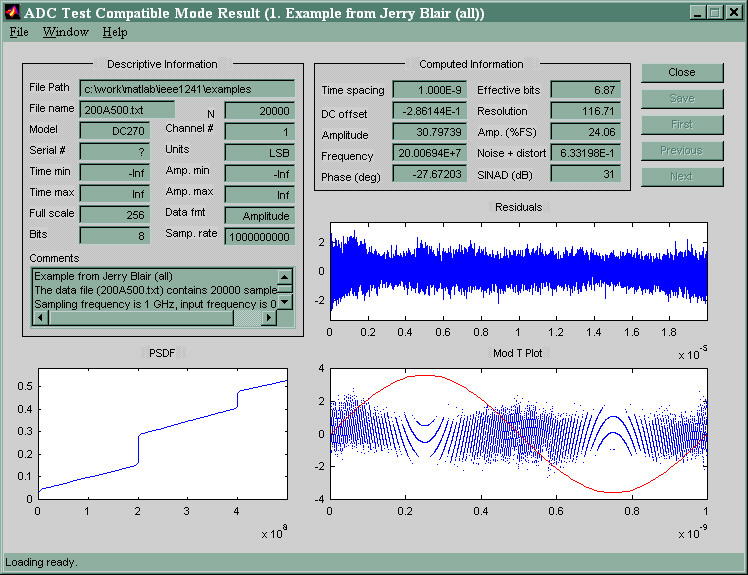 ADC Test Compatible Mode Result (1. Example from Jerry Blair (all))
File Window Help
Descriptive Information
File Path c:\work\matlab\ieee1241\examples
File name 200A500.txt N 20000
Model DC270 Channel # 1
Serial # ? Units LSB
Time min -Inf Amp. min -Inf
Time max Inf Amp. max Inf
Full scale 256 Data fmt Amplitude
Bits 8 Samp. rate 1000000000
Comments
Example from Jerry Blair (all)
The data file (200A500.txt) contains 20000 sample
Sampling frequency is 1 GHz, input frequency is 0
Computed Information
Time spacing 1.000E-9 Effective bits 6.87
DC offset -2.86144E-1 Resolution 116.71
Amplitude 30.79739 Amp. (%FS) 24.06
Frequency 20.00694E+7 Noise + distort 6.33198E-1
Phase (deg) -27.67203 SINAD (dB) 31
Close
Save
First
Previous
Next
Residuals
2
0
-2
0 0.2 0.4 0.6 0.8 1 1.2 1.4 1.6 1.8
x 10-5
PSDF
0.5
0.4
0.3
0.2
0.1
0
0 2 4
x 108
Mod T Plot
4
2
0
-2
-4
0 0.2 0.4 0.6 0.8 1
x 10-9
Loading ready.